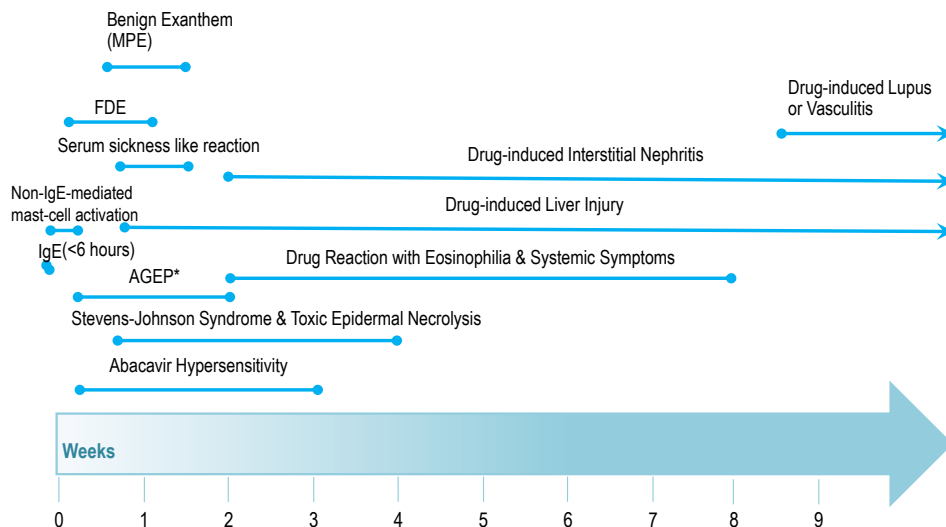 Benign Exanthem
(MPE)
Drug-induced Lupus
or Vasculitis
FDE
Serum sickness like reaction
Drug-induced Interstitial Nephritis
Non-IgE-mediated
mast-cell activation
Drug-induced Liver Injury
IgE(<6 hours)
Drug Reaction with Eosinophilia & Systemic Symptoms
AGEP*
Stevens-Johnson Syndrome & Toxic Epidermal Necrolysis
Abacavir Hypersensitivity
Weeks
0 1 2 3 4 5 6 7 8 9